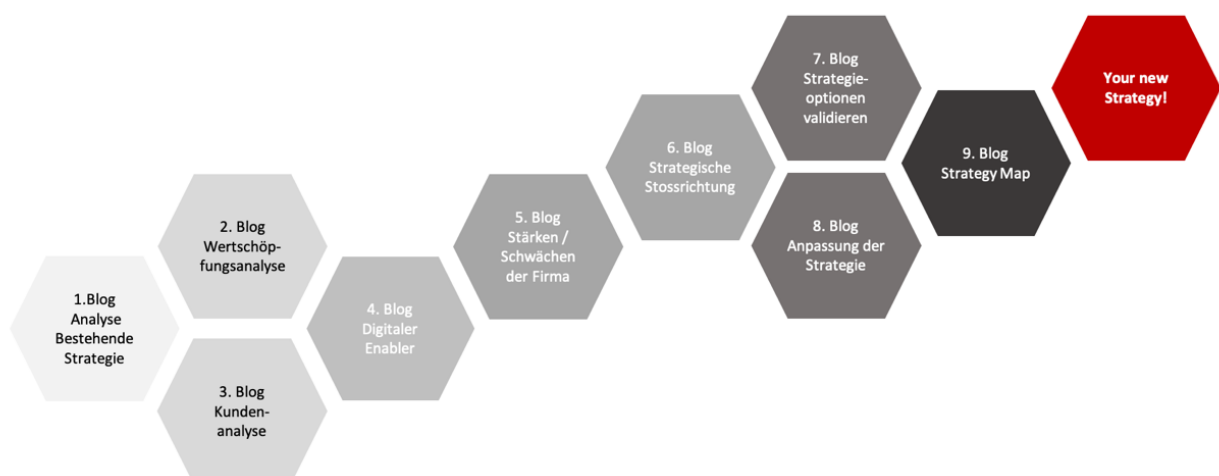 1.Blog
Analyse
Bestehende
Strategie
2. Blog
Wertschöp-
fungsanalyse
3. Blog
Kunden-
analyse
4. Blog
Digitaler
Enabler
5. Blog
Stärken /
Schwächen
der Firma
6. Blog
Strategische
Stossrichtung
7. Blog
Strategie-
optionen
validieren
8. Blog
Anpassung der
Strategie
9. Blog
Strategy Map
Your new
Strategy!